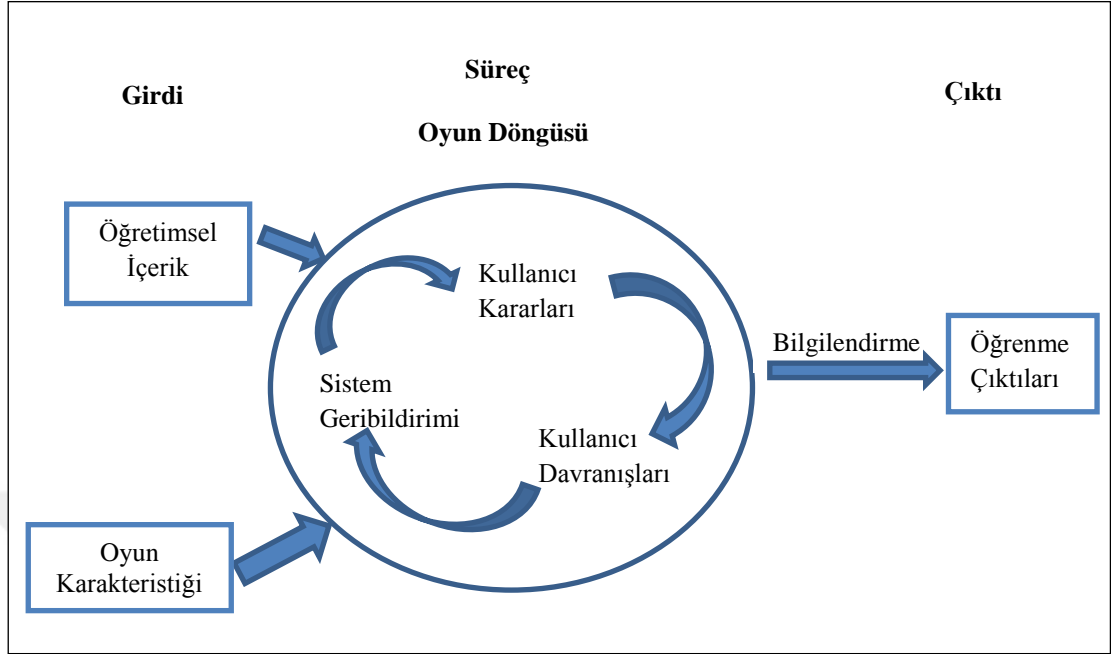 Girdi
Süreç
Oyun Döngüsü
Çıktı
Öğretimsel
İçerik
Oyun
Karakteristiği
Kullanıcı
Kararları
Kullanıcı
Davranışları
Sistem
Geribildirimi
Bilgilendirme
Öğrenme
Çıktıları